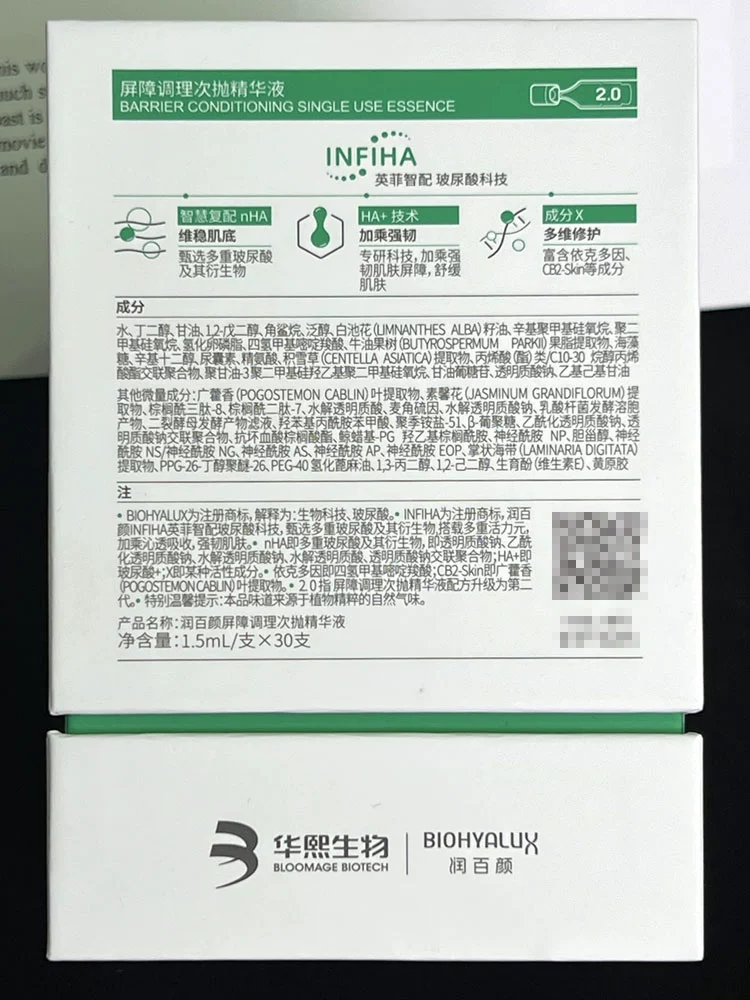 his wo
much s
past is
movie
and d
屏障调理次抛精华液
BARRIER CONDITIONING SINGLE USE ESSENCE
2.0
INFIHA
英菲智配 玻尿酸科技
智慧复配 nHA
维稳肌底
甄选多重玻尿酸
及其衍生物
HA+ 技术
加乘强韧
专研科技，加乘强
韧肌肤屏障，舒缓
肌肤
成分 X
多维修护
富含依克多因、
CB2-Skin等成分
成分
水、丁二醇、甘油、1,2-戊二醇、角鲨烷、泛醇、白池花（LIMNANTHES ALBA）籽油、辛基聚甲基硅氧烷、聚二
甲基硅氧烷、氢化卵磷脂、四氢甲基嘧啶羧酸、牛油果树（BUTYROSPERMUM PARKII）果脂提取物、海藻
糖、辛基十二醇、尿囊素、精氨酸、积雪草（CENTELLA ASIATICA）提取物、丙烯酸（酯）类/C10-30 烷醇丙烯
酸酯交联聚合物、聚甘油-3聚二甲基硅氧乙基聚二甲基硅氧烷、甘油葡糖苷、透明质酸钠、乙基己基甘油
其他微量成分：广藿香（POGOSTEMON CABLIN）叶提取物、素馨花（JASMINUM GRANDIFLORUM）提
取物、棕榈酰三肽-8、棕榈酰二肽-7、水解透明质酸、麦角硫因、水解透明质酸钠、乳酸杆菌发酵溶胞
产物、二裂酵母发酵产物滤液、羟苯基丙酰胺苯甲酸、聚季铵盐-51、β-葡聚糖、乙酰化透明质酸钠、透
明质酸钠交联聚合物、抗坏血酸棕榈酸酯、鲸蜡基-PG 羟乙基棕榈酰胺、神经酰胺 NP、胆甾醇、神经
酰胺 NS/神经酰胺 NG、神经酰胺 AS、神经酰胺 AP、神经酰胺 EOP、掌状海带（LAMINARIA DIGITATA）
提取物、PPG-26-丁醇聚醚-26、PEG-40 氢化蓖麻油、1,3-丙二醇、1,2-己二醇、生育酚（维生素E）、黄原胶
注
• BIOHYALUX为注册商标，解释为：生物科技、玻尿酸。• INFIHA为注册商标，润百
颜INFIHA英菲智配玻尿酸科技，甄选多重玻尿酸及其衍生物，搭载多重活力元，
加乘沁透吸收，强韧肌肤。• nHA即多重玻尿酸及其衍生物，即透明质酸钠、乙酰
化透明质酸钠、水解透明质酸钠、水解透明质酸、透明质酸钠交联聚合物；HA+即
玻尿酸+；X即某种活性成分。• 依克多因即四氢甲基嘧啶羧酸；CB2-Skin即广藿香
（POGOSTEMON CABLIN）叶提取物。• 2.0指屏障调理次抛精华液配方升级为第二
代。• 特别温馨提示：本品味道来源于植物精粹的自然气味。
产品名称：润百颜屏障调理次抛精华液
净含量：1.5mL/支×30支
华熙生物
BLOOMAGE BIOTECH
BIOHYALUX
润百颜